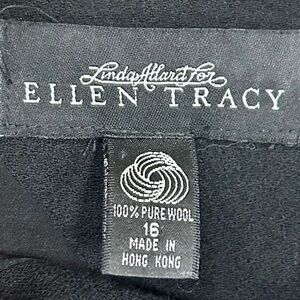 Linda Allard for
ELLEN TRACY
100% PURE WOOL
16
MADE IN
HONG KONG